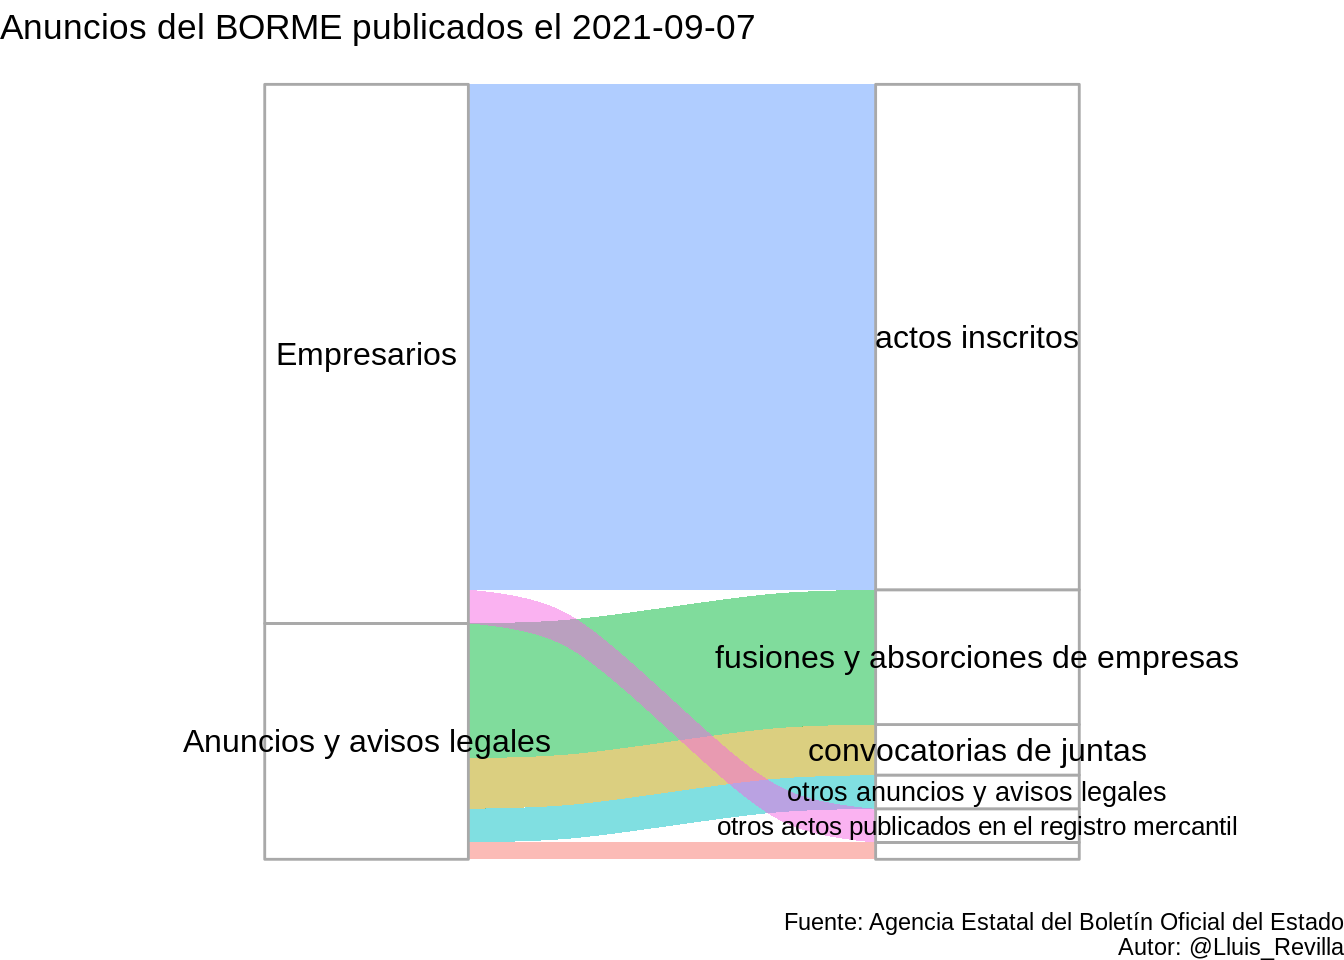 Anuncios del BORME publicados el 2021-09-07
Empresarios
actos inscritos
fusiones y absorciones de empresas
Anuncios y avisos legales
convocatorias de juntas
otros anuncios y avisos legales
otros actos publicados en el registro mercantil
Fuente: Agencia Estatal del Boletín Oficial del Estado
Autor: @Lluis_Revilla